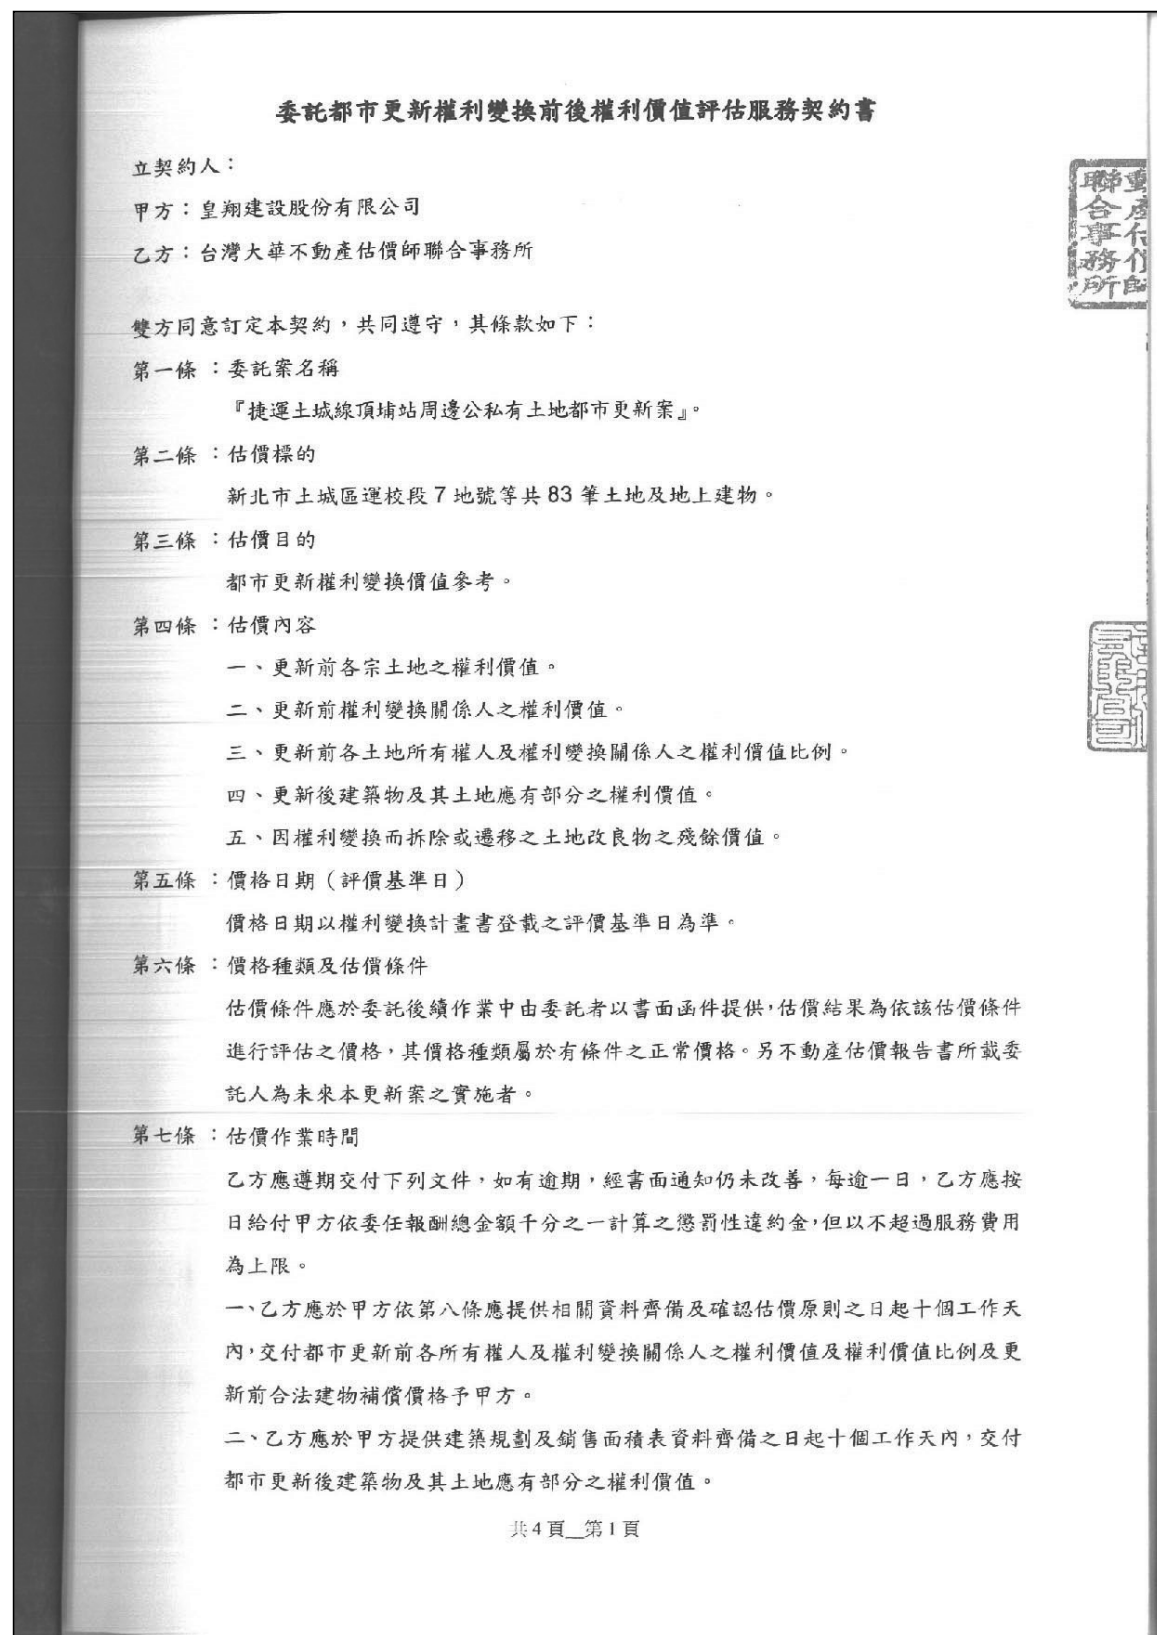 委託都市更新權利變換前後權利價值評估服務契約書
立契約人：
甲方：皇翔建設股份有限公司
乙方：台灣大華不動產估價師聯合事務所
雙方同意訂定本契約，共同遵守，其條款如下：
第一條：委託案名稱
『捷運土城線頂埔站周邊公私有土地都市更新案』。
第二條：估價標的
新北市土城區運校段7地號等共83筆土地及地上建物。
第三條：估價目的
都市更新權利變換價值參考。
第四條：估價內容
一、更新前各宗土地之權利價值。
二、更新前權利變換關係人之權利價值。
三、更新前各土地所有權人及權利變換關係人之權利價值比例。
四、更新後建築物及其土地應有部分之權利價值。
五、因權利變換而拆除或遷移之土地改良物之殘餘價值。
第五條：價格日期（評價基準日）
價格日期以權利變換計畫書登載之評價基準日為準。
第六條：價格種類及估價條件
估價條件應於委託後續作業中由委託者以書面函件提供，估價結果為依該估價條件
進行評估之價格，其價格種類屬於有條件之正常價格。另不動產估價報告書所載委
託人為未來本更新案之實施者。
第七條：估價作業時間
乙方應遵期交付下列文件，如有逾期，經書面通知仍未改善，每逾一日，乙方應按
日給付甲方依委任報酬總金額千分之一計算之懲罰性違約金，但以不超過服務費用
為上限。
一、乙方應於甲方依第八條應提供相關資料齊備及確認估價原則之日起十個工作天
內，交付都市更新前各所有權人及權利變換關係人之權利價值及權利價值比例及更
新前合法建物補償價格予甲方。
二、乙方應於甲方提供建築規劃及銷售面積表資料齊備之日起十個工作天內，交付
都市更新後建築物及其土地應有部分之權利價值。
共4頁__第1頁
動產估價師
聯合事務所